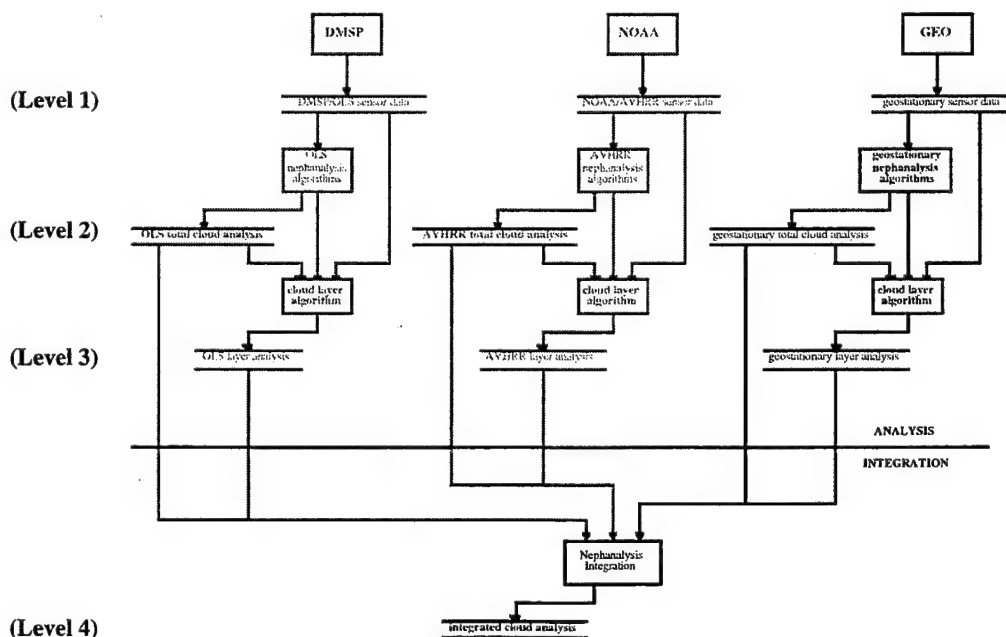 DMSP
NOAA
GEO
(Level 1)
DMSP/OLS sensor data
NOAA/AVHRR sensor data
geostationary sensor data
OLS
nephanalysis
algorithms
AVHRR
nephanalysis
algorithms
geostationary
nephanalysis
algorithms
(Level 2)
OLS total cloud analysis
AVHRR total cloud analysis
geostationary total cloud analysis
cloud layer
algorithm
cloud layer
algorithm
cloud layer
algorithm
(Level 3)
OLS layer analysis
AVHRR layer analysis
geostationary layer analysis
ANALYSIS
INTEGRATION
Nephanalysis
Integration
(Level 4)
integrated cloud analysis